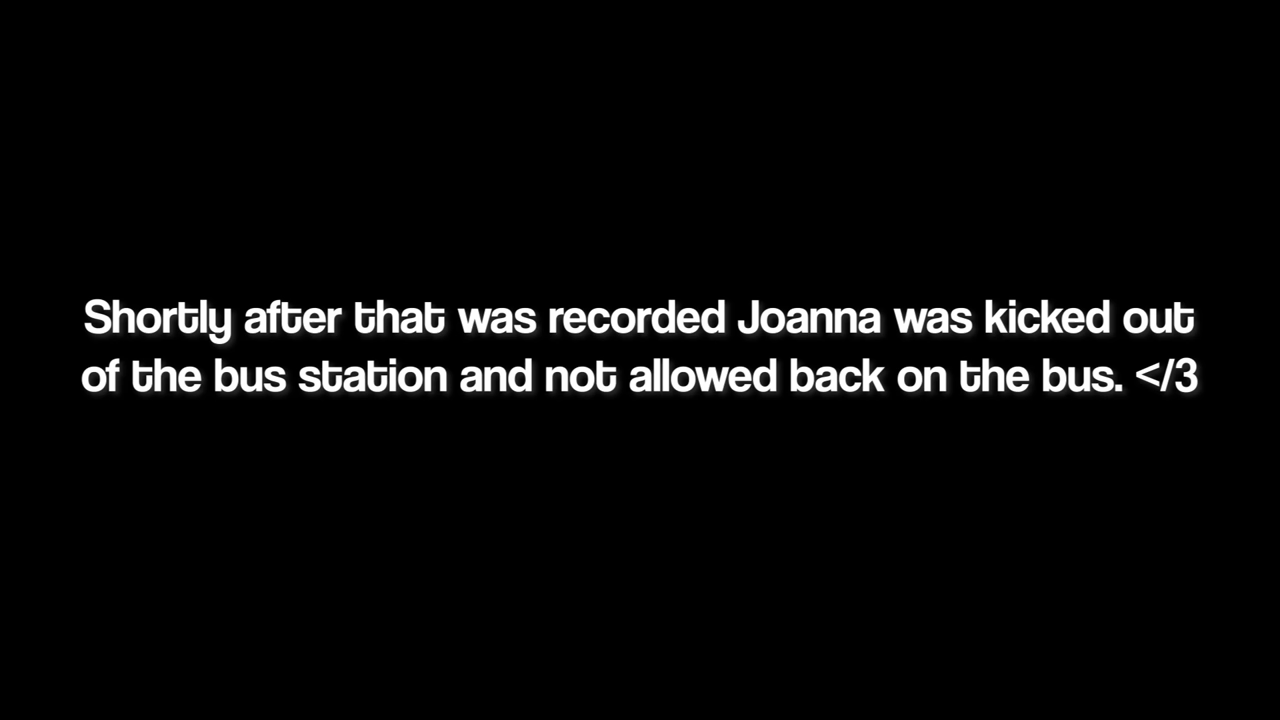 Shortly after that was recorded Joanna was kicked out
of the bus station and not allowed back on the bus. </3